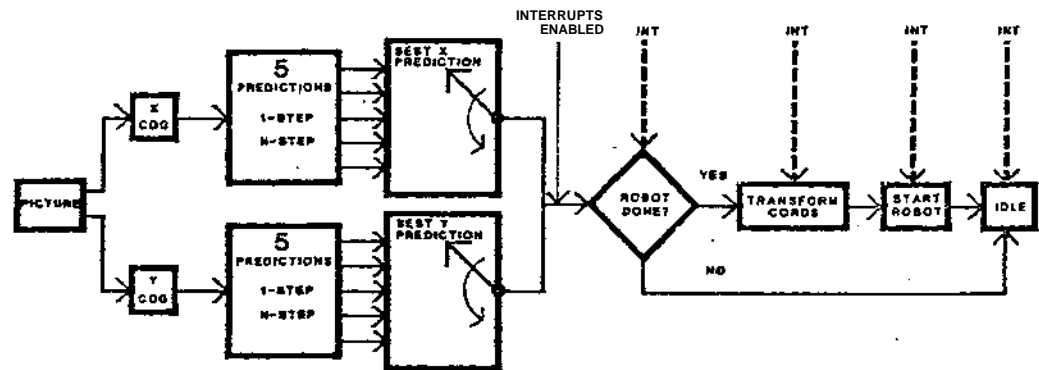 INTERRUPTS
ENABLED
INT
INT
INT
INT
PICTURE
X
COG
5
PREDICTIONS
1-STEP
N-STEP
BEST X
PREDICTION
Y
COG
5
PREDICTIONS
1-STEP
N-STEP
BEST Y
PREDICTION
ROBOT
DONE?
YES
NO
TRANSFORM
CORDS
START
ROBOT
IDLE